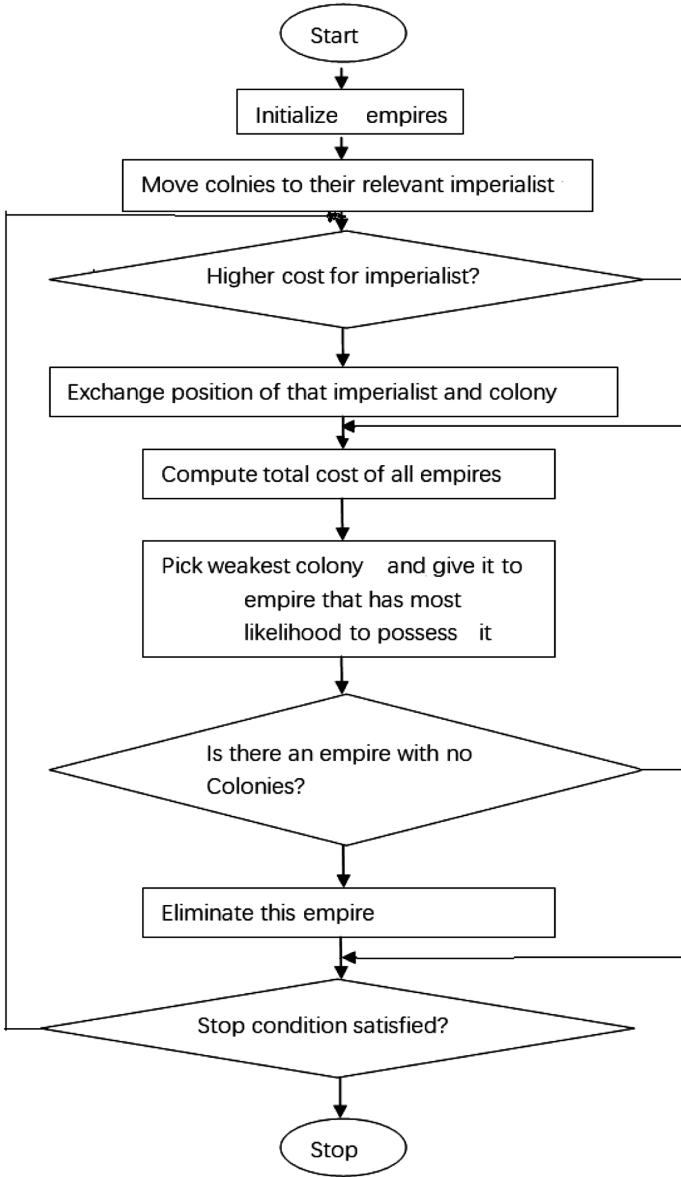 Start
Initialize empires
Move colnies to their relevant imperialist
Higher cost for imperialist?
Exchange position of that imperialist and colony
Compute total cost of all empires
Pick weakest colony and give it to
empire that has most
likelihood to possess it
Is there an empire with no
Colonies?
Eliminate this empire
Stop condition satisfied?
Stop